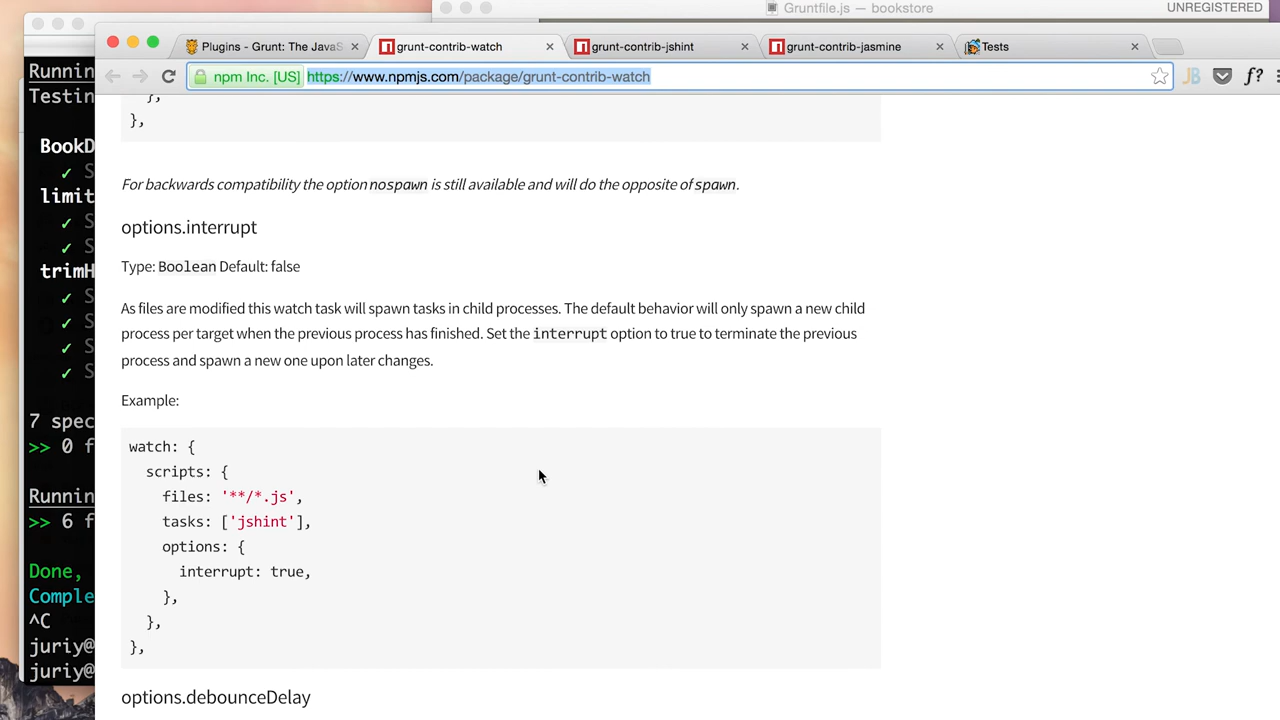 Gruntfile.js — bookstore
UNREGISTERED
Plugins - Grunt: The JavaS
grunt-contrib-watch
grunt-contrib-jshint
grunt-contrib-jasmine
Tests
npm Inc. [US]
https://www.npmjs.com/package/grunt-contrib-watch
JB
f?
Runnin
Testin
BookD
✓ S
limit
✓ S
✓ S
trimH
✓ S
✓ S
✓ S
✓ S
7 spec
>> 0 f
Runnin
>> 6 f
Done,
Comple
^C
juriy@
juriy@
},
},
For backwards compatibility the option nospawn is still available and will do the opposite of spawn.
options.interrupt
Type: Boolean Default: false
As files are modified this watch task will spawn tasks in child processes. The default behavior will only spawn a new child
process per target when the previous process has finished. Set the interrupt option to true to terminate the previous
process and spawn a new one upon later changes.
Example:
watch: {
scripts: {
files: '**/*.js',
tasks: ['jshint'],
options: {
interrupt: true,
},
},
},
options.debounceDelay